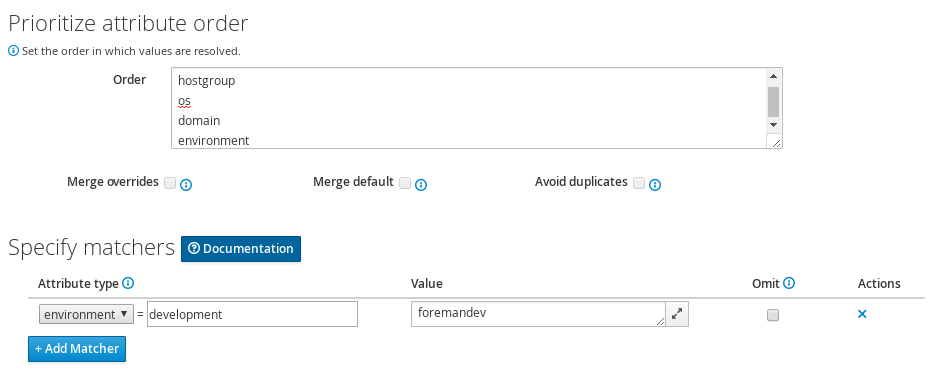 Prioritize attribute order
Set the order in which values are resolved.
Order
hostgroup
os
domain
environment
Merge overrides
Merge default
Avoid duplicates
Specify matchers
Documentation
Attribute type Value Omit Actions
environment = development foremandev
+ Add Matcher